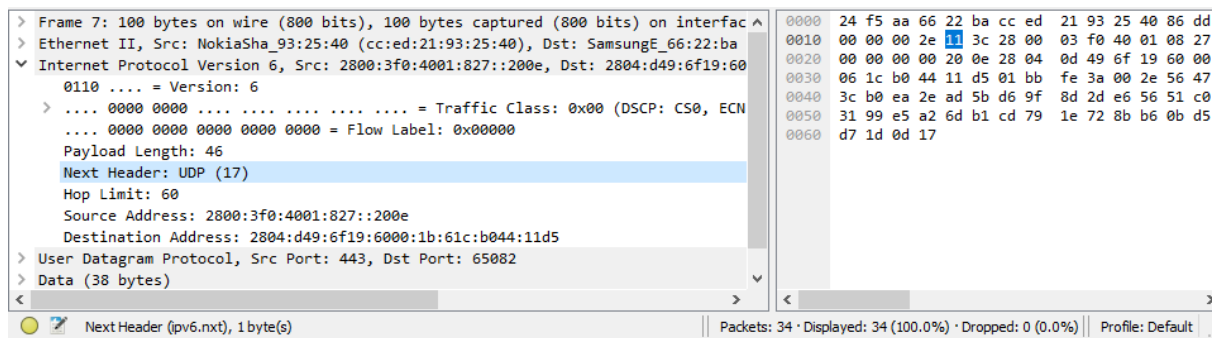 Frame 7: 100 bytes on wire (800 bits), 100 bytes captured (800 bits) on interfac
Ethernet II, Src: NokiaSha_93:25:40 (cc:ed:21:93:25:40), Dst: SamsungE_66:22:ba
Internet Protocol Version 6, Src: 2800:3f0:4001:827::200e, Dst: 2804:d49:6f19:60
0110 .... = Version: 6
.... 0000 0000 .... .... .... .... .... = Traffic Class: 0x00 (DSCP: CS0, ECN
.... 0000 0000 0000 0000 0000 = Flow Label: 0x00000
Payload Length: 46
Next Header: UDP (17)
Hop Limit: 60
Source Address: 2800:3f0:4001:827::200e
Destination Address: 2804:d49:6f19:6000:1b:61c:b044:11d5
User Datagram Protocol, Src Port: 443, Dst Port: 65082
Data (38 bytes)
0000 24 f5 aa 66 22 ba cc ed 21 93 25 40 86 dd
0010 00 00 00 2e 11 3c 28 00 03 f0 40 01 08 27
0020 00 00 00 00 20 0e 28 04 0d 49 6f 19 60 00
0030 06 1c b0 44 11 d5 01 bb fe 3a 00 2e 56 47
0040 3c b0 ea 2e ad 5b d6 9f 8d 2d e6 56 51 c0
0050 31 99 e5 a2 6d b1 cd 79 1e 72 8b b6 0b d5
0060 d7 1d 0d 17
Next Header (ipv6.nxt), 1 byte(s)
Packets: 34 · Displayed: 34 (100.0%) · Dropped: 0 (0.0%)
Profile: Default